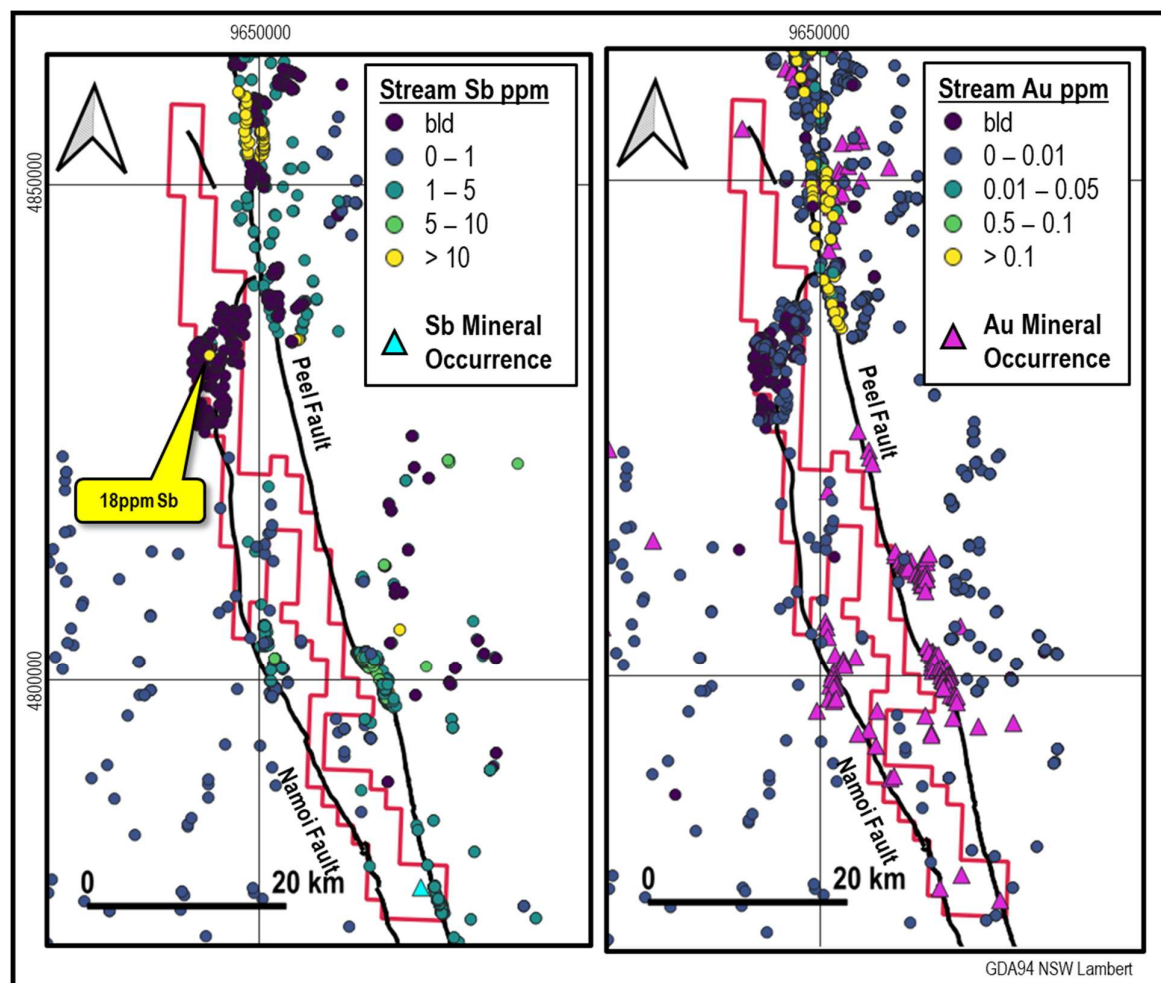 9650000
9650000
4850000
4800000
Stream Sb ppm
bld
0 – 1
1 – 5
5 – 10
> 10
Sb Mineral
Occurrence
Peel Fault
18ppm Sb
Namoi Fault
0
20 km
Stream Au ppm
bld
0 – 0.01
0.01 – 0.05
0.5 – 0.1
> 0.1
Au Mineral
Occurrence
Peel Fault
Namoi Fault
0
20 km
4850000
4800000
GDA94 NSW Lambert